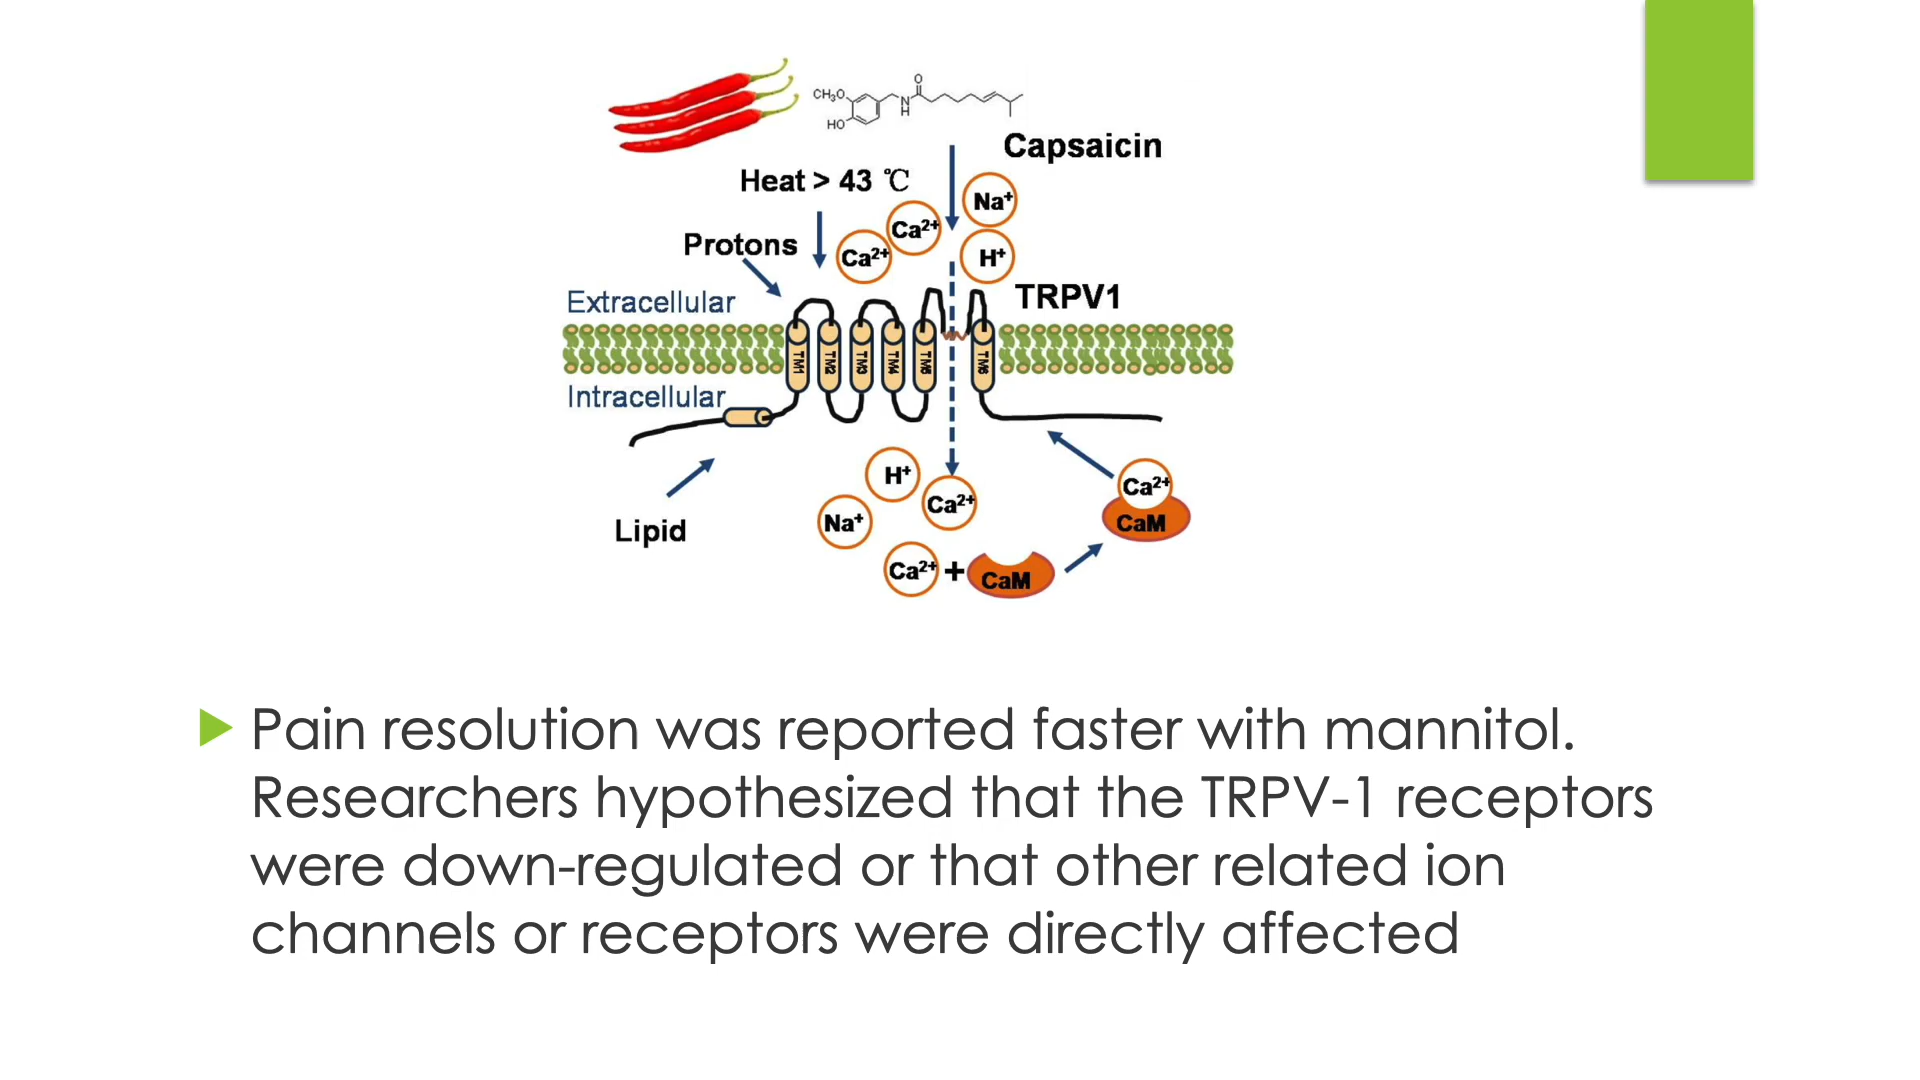 CH₃O
O
N
H
HO
Capsaicin
Heat > 43 ℃
Na⁺
Ca²⁺
Protons
Ca²⁺
H⁺
Extracellular
TRPV1
TM1
TM2
TM3
TM4
TM5
TM6
Intracellular
H⁺
Ca²⁺
Ca²⁺
CaM
Na⁺
Lipid
Ca²⁺ + CaM
Pain resolution was reported faster with mannitol.
Researchers hypothesized that the TRPV-1 receptors
were down-regulated or that other related ion
channels or receptors were directly affected